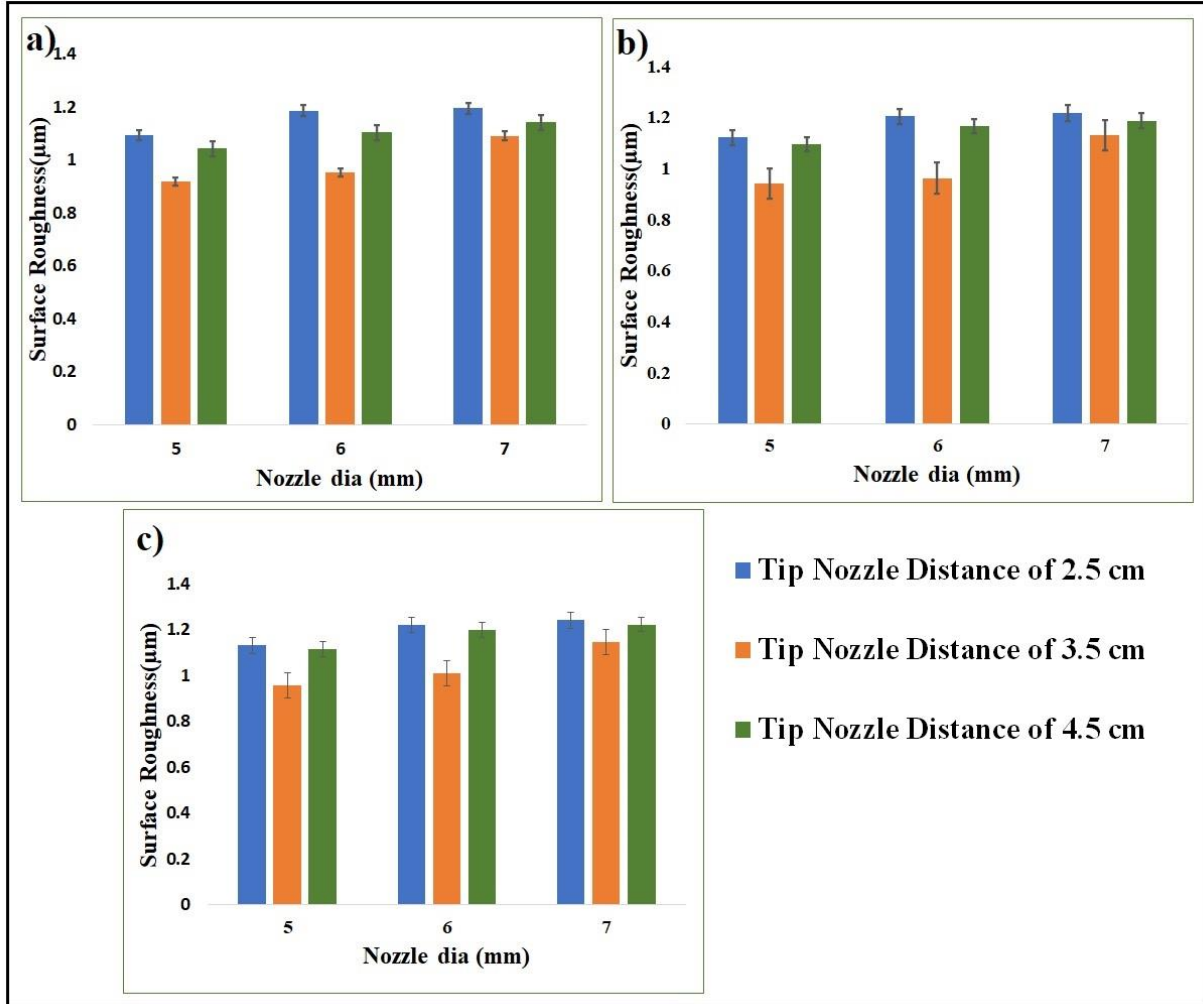 a)
1.4
1.2
1
0.8
0.6
0.4
0.2
0
Surface Roughness(µm)
5 6 7
Nozzle dia (mm)
b)
1.4
1.2
1
0.8
0.6
0.4
0.2
0
Surface Roughness(µm)
5 6 7
Nozzle dia (mm)
c)
1.4
1.2
1
0.8
0.6
0.4
0.2
0
Surface Roughness(µm)
5 6 7
Nozzle dia (mm)
Tip Nozzle Distance of 2.5 cm
Tip Nozzle Distance of 3.5 cm
Tip Nozzle Distance of 4.5 cm